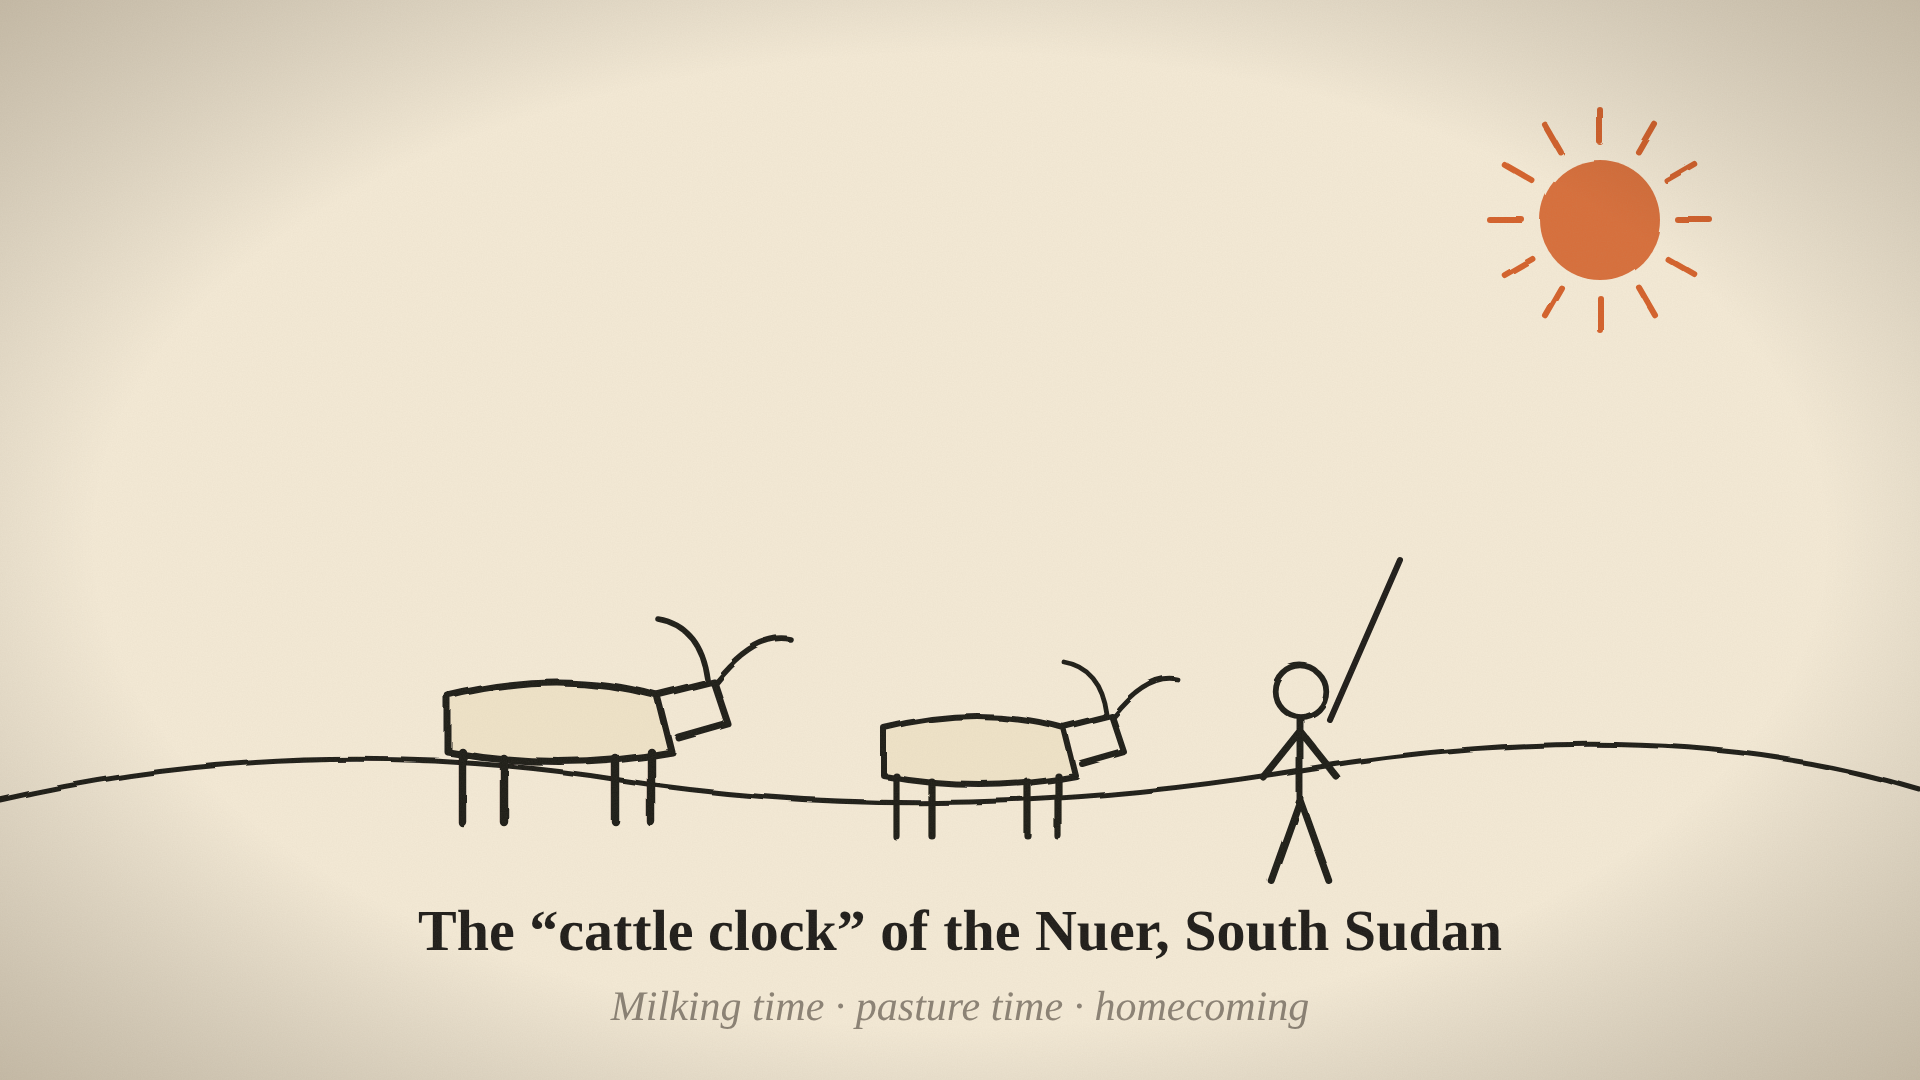 The “cattle clock” of the Nuer, South Sudan
Milking time · pasture time · homecoming